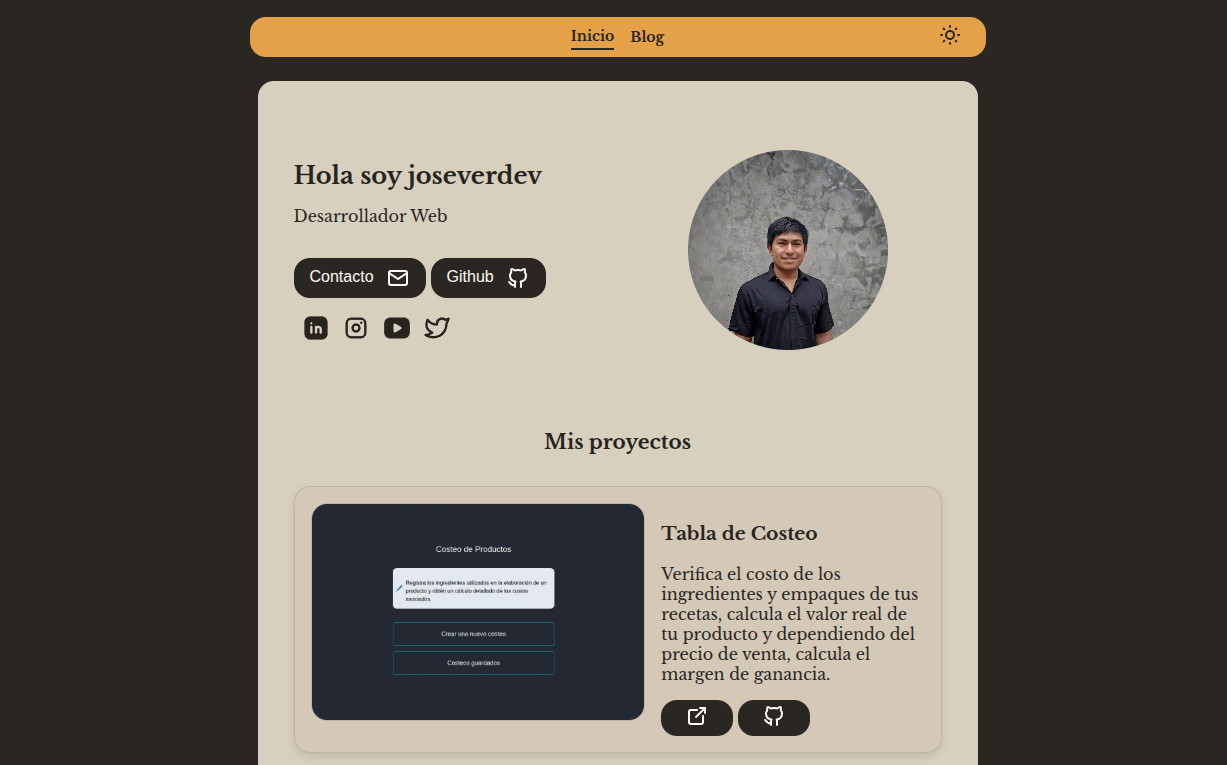 Inicio Blog
Hola soy joseverdev
Desarrollador Web
Contacto Github
Mis proyectos
Costeo de Productos
Registra los ingredientes utilizados en la elaboración de un
producto y obtén un cálculo detallado de los costos
asociados.
Crear una nuevo costeo
Costeos guardados
Tabla de Costeo
Verifica el costo de los
ingredientes y empaques de tus
recetas, calcula el valor real de
tu producto y dependiendo del
precio de venta, calcula el
margen de ganancia.